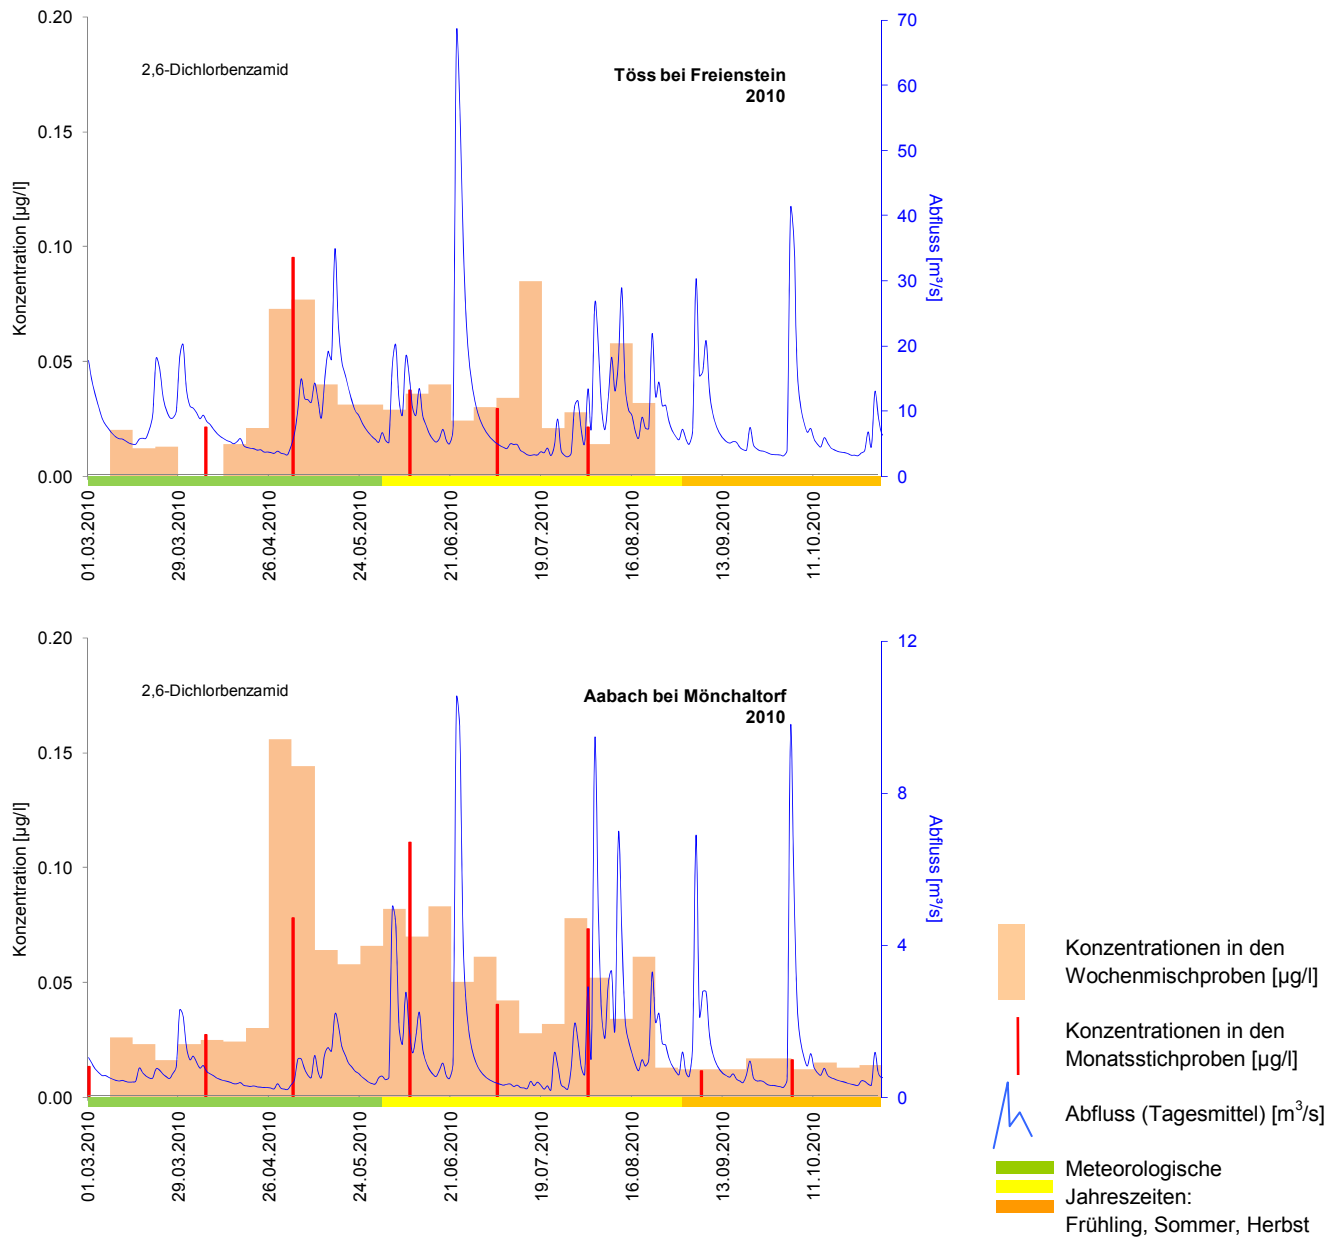 0.20
0.15
0.10
0.05
0.00
Konzentration [µg/l]
2,6-Dichlorbenzamid
Töss bei Freienstein
2010
70
60
50
40
30
20
10
0
Abfluss [m³/s]
01.03.2010
29.03.2010
26.04.2010
24.05.2010
21.06.2010
19.07.2010
16.08.2010
13.09.2010
11.10.2010
0.20
0.15
0.10
0.05
0.00
Konzentration [µg/l]
2,6-Dichlorbenzamid
Aabach bei Mönchaltorf
2010
12
8
4
0
Abfluss [m³/s]
01.03.2010
29.03.2010
26.04.2010
24.05.2010
21.06.2010
19.07.2010
16.08.2010
13.09.2010
11.10.2010
Konzentrationen in den
Wochenmischproben [µg/l]
Konzentrationen in den
Monatsstichproben [µg/l]
Abfluss (Tagesmittel) [m³/s]
Meteorologische
Jahreszeiten:
Frühling, Sommer, Herbst